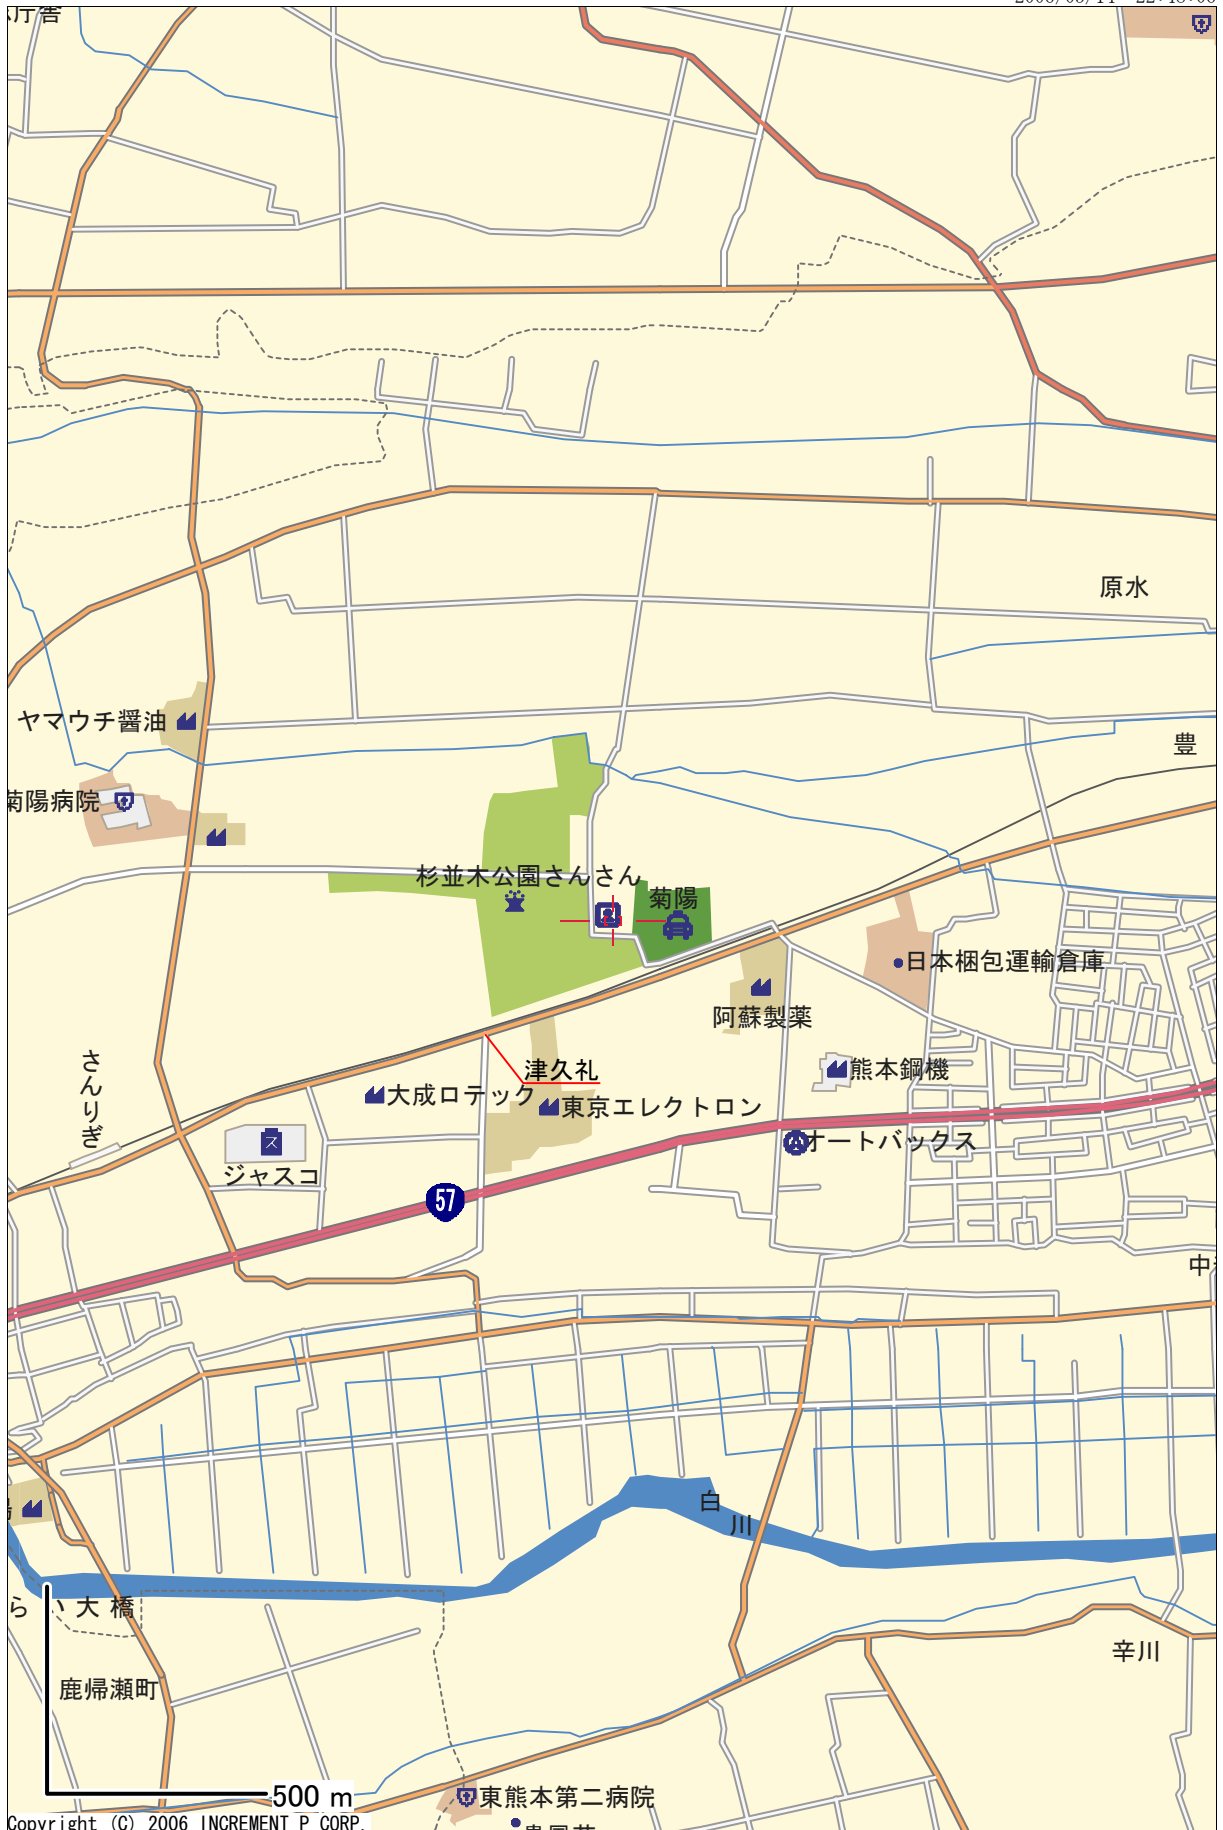 庁舎
原水
ヤマウチ醤油
豊
菊陽病院
杉並木公園さんさん
菊陽
日本梱包運輸倉庫
阿蘇製薬
さんりぎ
津久礼
熊本鋼機
大成ロテック
東京エレクトロン
ス
オートバックス
ジャスコ
57
中
白川
大橋
辛川
鹿帰瀬町
500 m
東熊本第二病院
Copyright (C) 2006 INCREMENT P CORP.